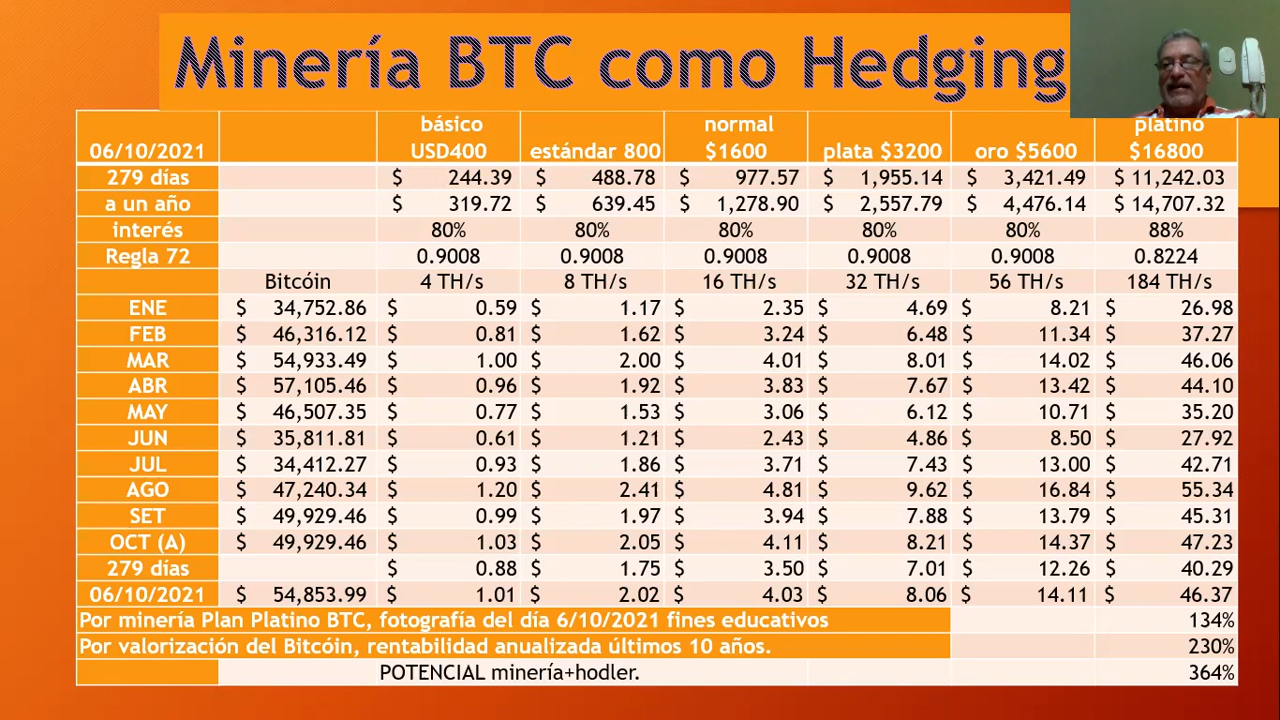 Minería BTC como Hedging
06/10/2021 básico USD400 estándar 800 normal $1600 plata $3200 oro $5600 platino $16800
279 días $ 244.39 $ 488.78 $ 977.57 $ 1,955.14 $ 3,421.49 $ 11,242.03
a un año $ 319.72 $ 639.45 $ 1,278.90 $ 2,557.79 $ 4,476.14 $ 14,707.32
interés 80% 80% 80% 80% 80% 88%
Regla 72 0.9008 0.9008 0.9008 0.9008 0.9008 0.8224
Bitcóin 4 TH/s 8 TH/s 16 TH/s 32 TH/s 56 TH/s 184 TH/s
ENE $ 34,752.86 $ 0.59 $ 1.17 $ 2.35 $ 4.69 $ 8.21 $ 26.98
FEB $ 46,316.12 $ 0.81 $ 1.62 $ 3.24 $ 6.48 $ 11.34 $ 37.27
MAR $ 54,933.49 $ 1.00 $ 2.00 $ 4.01 $ 8.01 $ 14.02 $ 46.06
ABR $ 57,105.46 $ 0.96 $ 1.92 $ 3.83 $ 7.67 $ 13.42 $ 44.10
MAY $ 46,507.35 $ 0.77 $ 1.53 $ 3.06 $ 6.12 $ 10.71 $ 35.20
JUN $ 35,811.81 $ 0.61 $ 1.21 $ 2.43 $ 4.86 $ 8.50 $ 27.92
JUL $ 34,412.27 $ 0.93 $ 1.86 $ 3.71 $ 7.43 $ 13.00 $ 42.71
AGO $ 47,240.34 $ 1.20 $ 2.41 $ 4.81 $ 9.62 $ 16.84 $ 55.34
SET $ 49,929.46 $ 0.99 $ 1.97 $ 3.94 $ 7.88 $ 13.79 $ 45.31
OCT (A) $ 49,929.46 $ 1.03 $ 2.05 $ 4.11 $ 8.21 $ 14.37 $ 47.23
279 días $ 0.88 $ 1.75 $ 3.50 $ 7.01 $ 12.26 $ 40.29
06/10/2021 $ 54,853.99 $ 1.01 $ 2.02 $ 4.03 $ 8.06 $ 14.11 $ 46.37
Por minería Plan Platino BTC, fotografía del día 6/10/2021 fines educativos 134%
Por valorización del Bitcóin, rentabilidad anualizada últimos 10 años. 230%
POTENCIAL minería+hodler. 364%